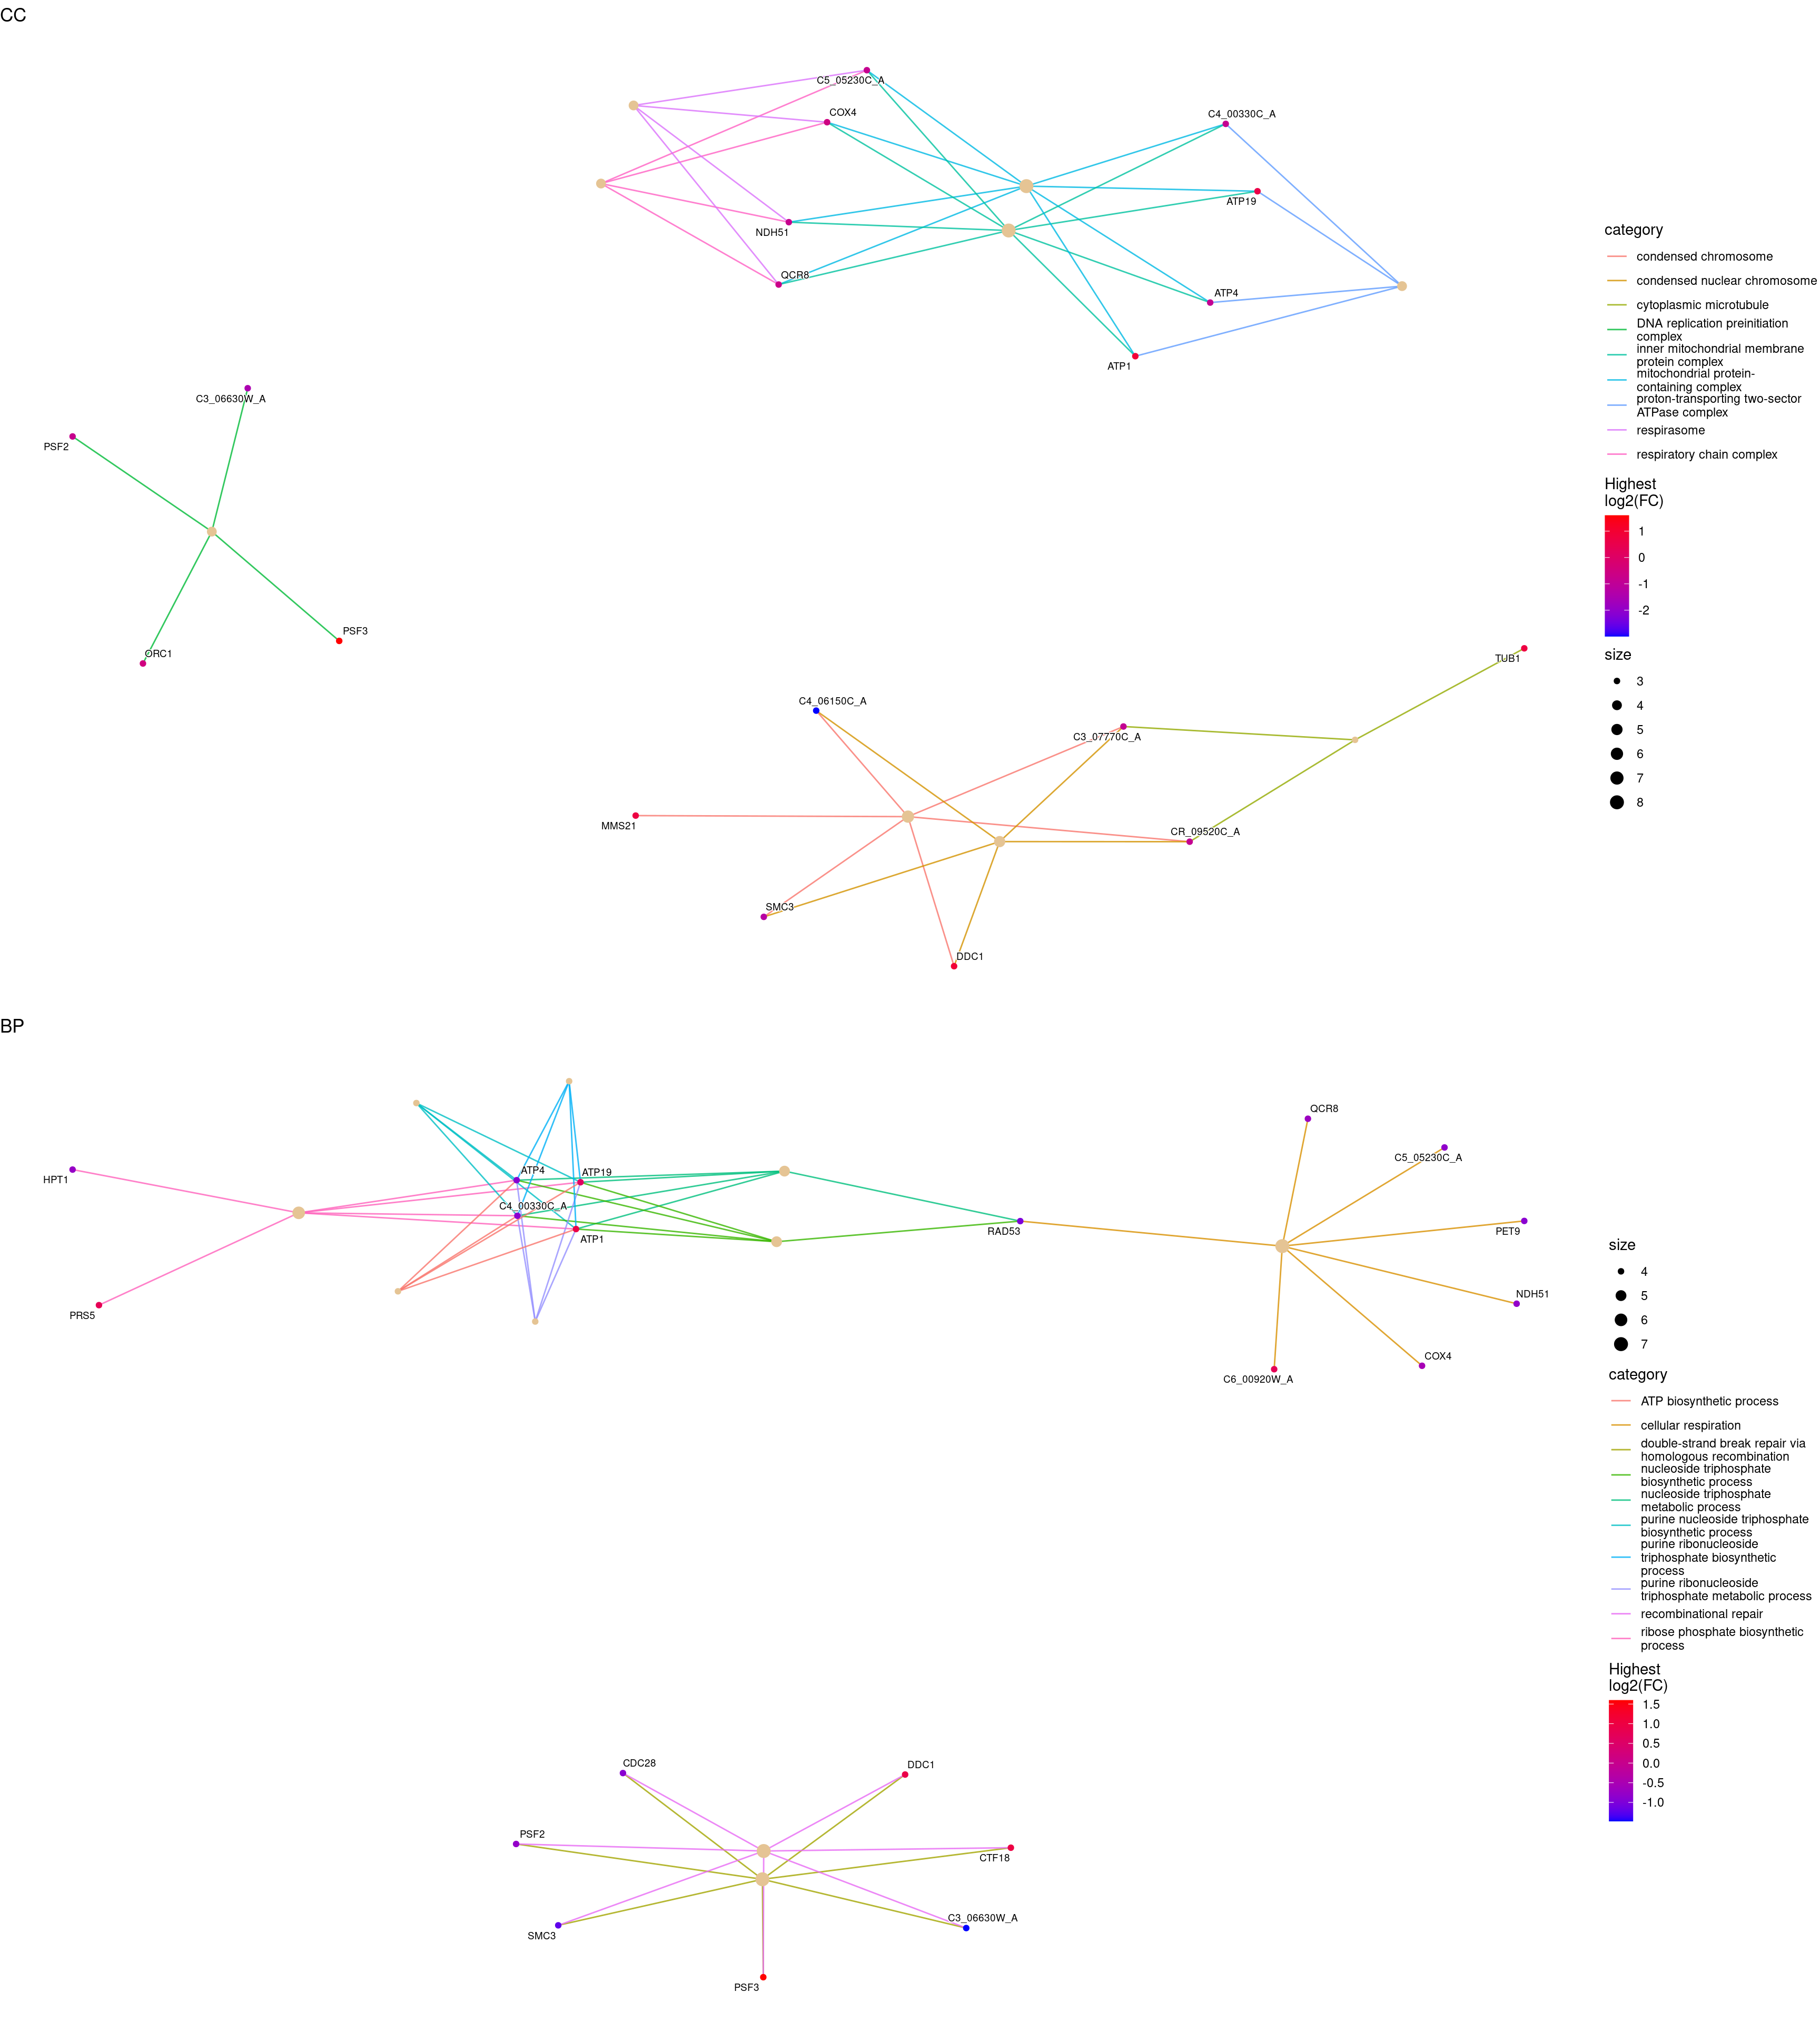 CC
C5_05230C_A
COX4
C4_00330C_A
ATP19
NDH51
QCR8
ATP4
ATP1
C3_06630W_A
PSF2
PSF3
ORC1
TUB1
C4_06150C_A
C3_07770C_A
MMS21
CR_09520C_A
SMC3
DDC1
category
condensed chromosome
condensed nuclear chromosome
cytoplasmic microtubule
DNA replication preinitiation
complex
inner mitochondrial membrane
protein complex
mitochondrial protein-
containing complex
proton-transporting two-sector
ATPase complex
respirasome
respiratory chain complex
Highest
log2(FC)
1
0
-1
-2
size
3
4
5
6
7
8
BP
QCR8
C5_05230C_A
HPT1
ATP4
ATP19
C4_00330C_A
RAD53
PET9
ATP1
NDH51
PRS5
COX4
C6_00920W_A
size
4
5
6
7
category
ATP biosynthetic process
cellular respiration
double-strand break repair via
homologous recombination
nucleoside triphosphate
biosynthetic process
nucleoside triphosphate
metabolic process
purine nucleoside triphosphate
biosynthetic process
purine ribonucleoside
triphosphate biosynthetic
process
purine ribonucleoside
triphosphate metabolic process
recombinational repair
ribose phosphate biosynthetic
process
Highest
log2(FC)
1.5
1.0
0.5
0.0
-0.5
-1.0
CDC28
DDC1
PSF2
CTF18
C3_06630W_A
SMC3
PSF3